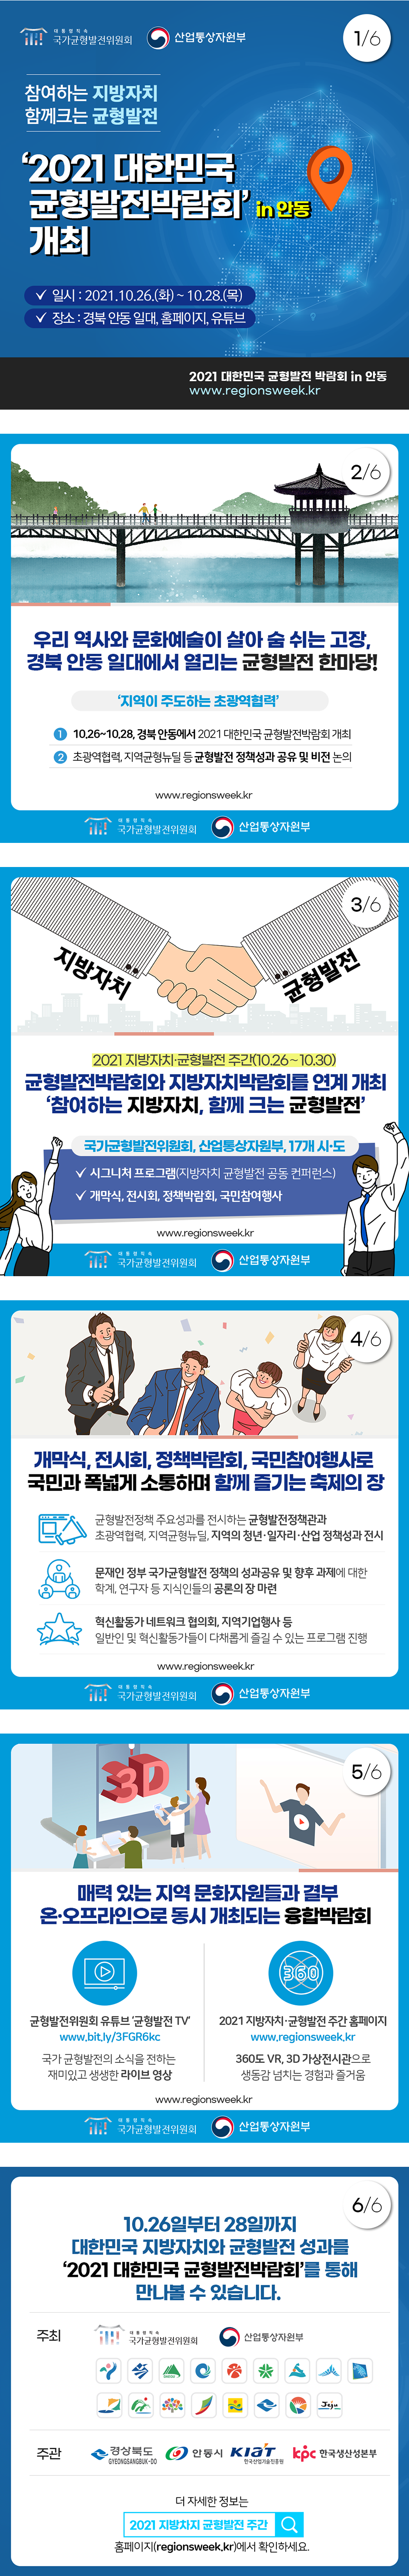 대통령직속
국가균형발전위원회
산업통상자원부
1/6
참여하는 지방자치
함께크는 균형발전
‘2021 대한민국
균형발전박람회’ in 안동
개최
일시 : 2021.10.26.(화) ~ 10.28.(목)
장소 : 경북 안동 일대, 홈페이지, 유튜브
2021 대한민국 균형발전 박람회 in 안동
www.regionsweek.kr
2/6
우리 역사와 문화예술이 살아 숨 쉬는 고장,
경북 안동 일대에서 열리는 균형발전 한마당!
‘지역이 주도하는 초광역협력’
1 10.26~10.28, 경북 안동에서 2021 대한민국 균형발전박람회 개최
2 초광역협력, 지역균형뉴딜 등 균형발전 정책성과 공유 및 비전 논의
www.regionsweek.kr
대통령직속
국가균형발전위원회
산업통상자원부
3/6
지방자치
균형발전
2021 지방자치·균형발전 주간(10.26~10.30)
균형발전박람회와 지방자치박람회를 연계 개최
‘참여하는 지방자치, 함께 크는 균형발전’
국가균형발전위원회, 산업통상자원부, 17개 시·도
시그니처 프로그램(지방자치 균형발전 공동 컨퍼런스)
개막식, 전시회, 정책박람회, 국민참여행사
www.regionsweek.kr
대통령직속
국가균형발전위원회
산업통상자원부
4/6
개막식, 전시회, 정책박람회, 국민참여행사로
국민과 폭넓게 소통하며 함께 즐기는 축제의 장
균형발전정책 주요성과를 전시하는 균형발전정책관과
초광역협력, 지역균형뉴딜, 지역의 청년·일자리·산업 정책성과 전시
문재인 정부 국가균형발전 정책의 성과공유 및 향후 과제에 대한
학계, 연구자 등 지식인들의 공론의 장 마련
혁신활동가 네트워크 협의회, 지역기업행사 등
일반인 및 혁신활동가들이 다채롭게 즐길 수 있는 프로그램 진행
www.regionsweek.kr
대통령직속
국가균형발전위원회
산업통상자원부
5/6
3D
매력 있는 지역 문화자원들과 결부
온·오프라인으로 동시 개최되는 융합박람회
360
균형발전위원회 유튜브 ‘균형발전 TV’
www.bit.ly/3FGR6kc
국가 균형발전의 소식을 전하는
재미있고 생생한 라이브 영상
2021 지방자치·균형발전 주간 홈페이지
www.regionsweek.kr
360도 VR, 3D 가상전시관으로
생동감 넘치는 경험과 즐거움
www.regionsweek.kr
대통령직속
국가균형발전위원회
산업통상자원부
6/6
10.26일부터 28일까지
대한민국 지방자치와 균형발전 성과를
‘2021 대한민국 균형발전박람회’를 통해
만나볼 수 있습니다.
주최
대통령직속
국가균형발전위원회
산업통상자원부
Jeju
주관
경상북도
GYEONGSANGBUK-DO
안동시
KIAT
한국산업기술진흥원
kpc 한국생산성본부
더 자세한 정보는
2021 지방자치 균형발전 주간
홈페이지(regionsweek.kr)에서 확인하세요.